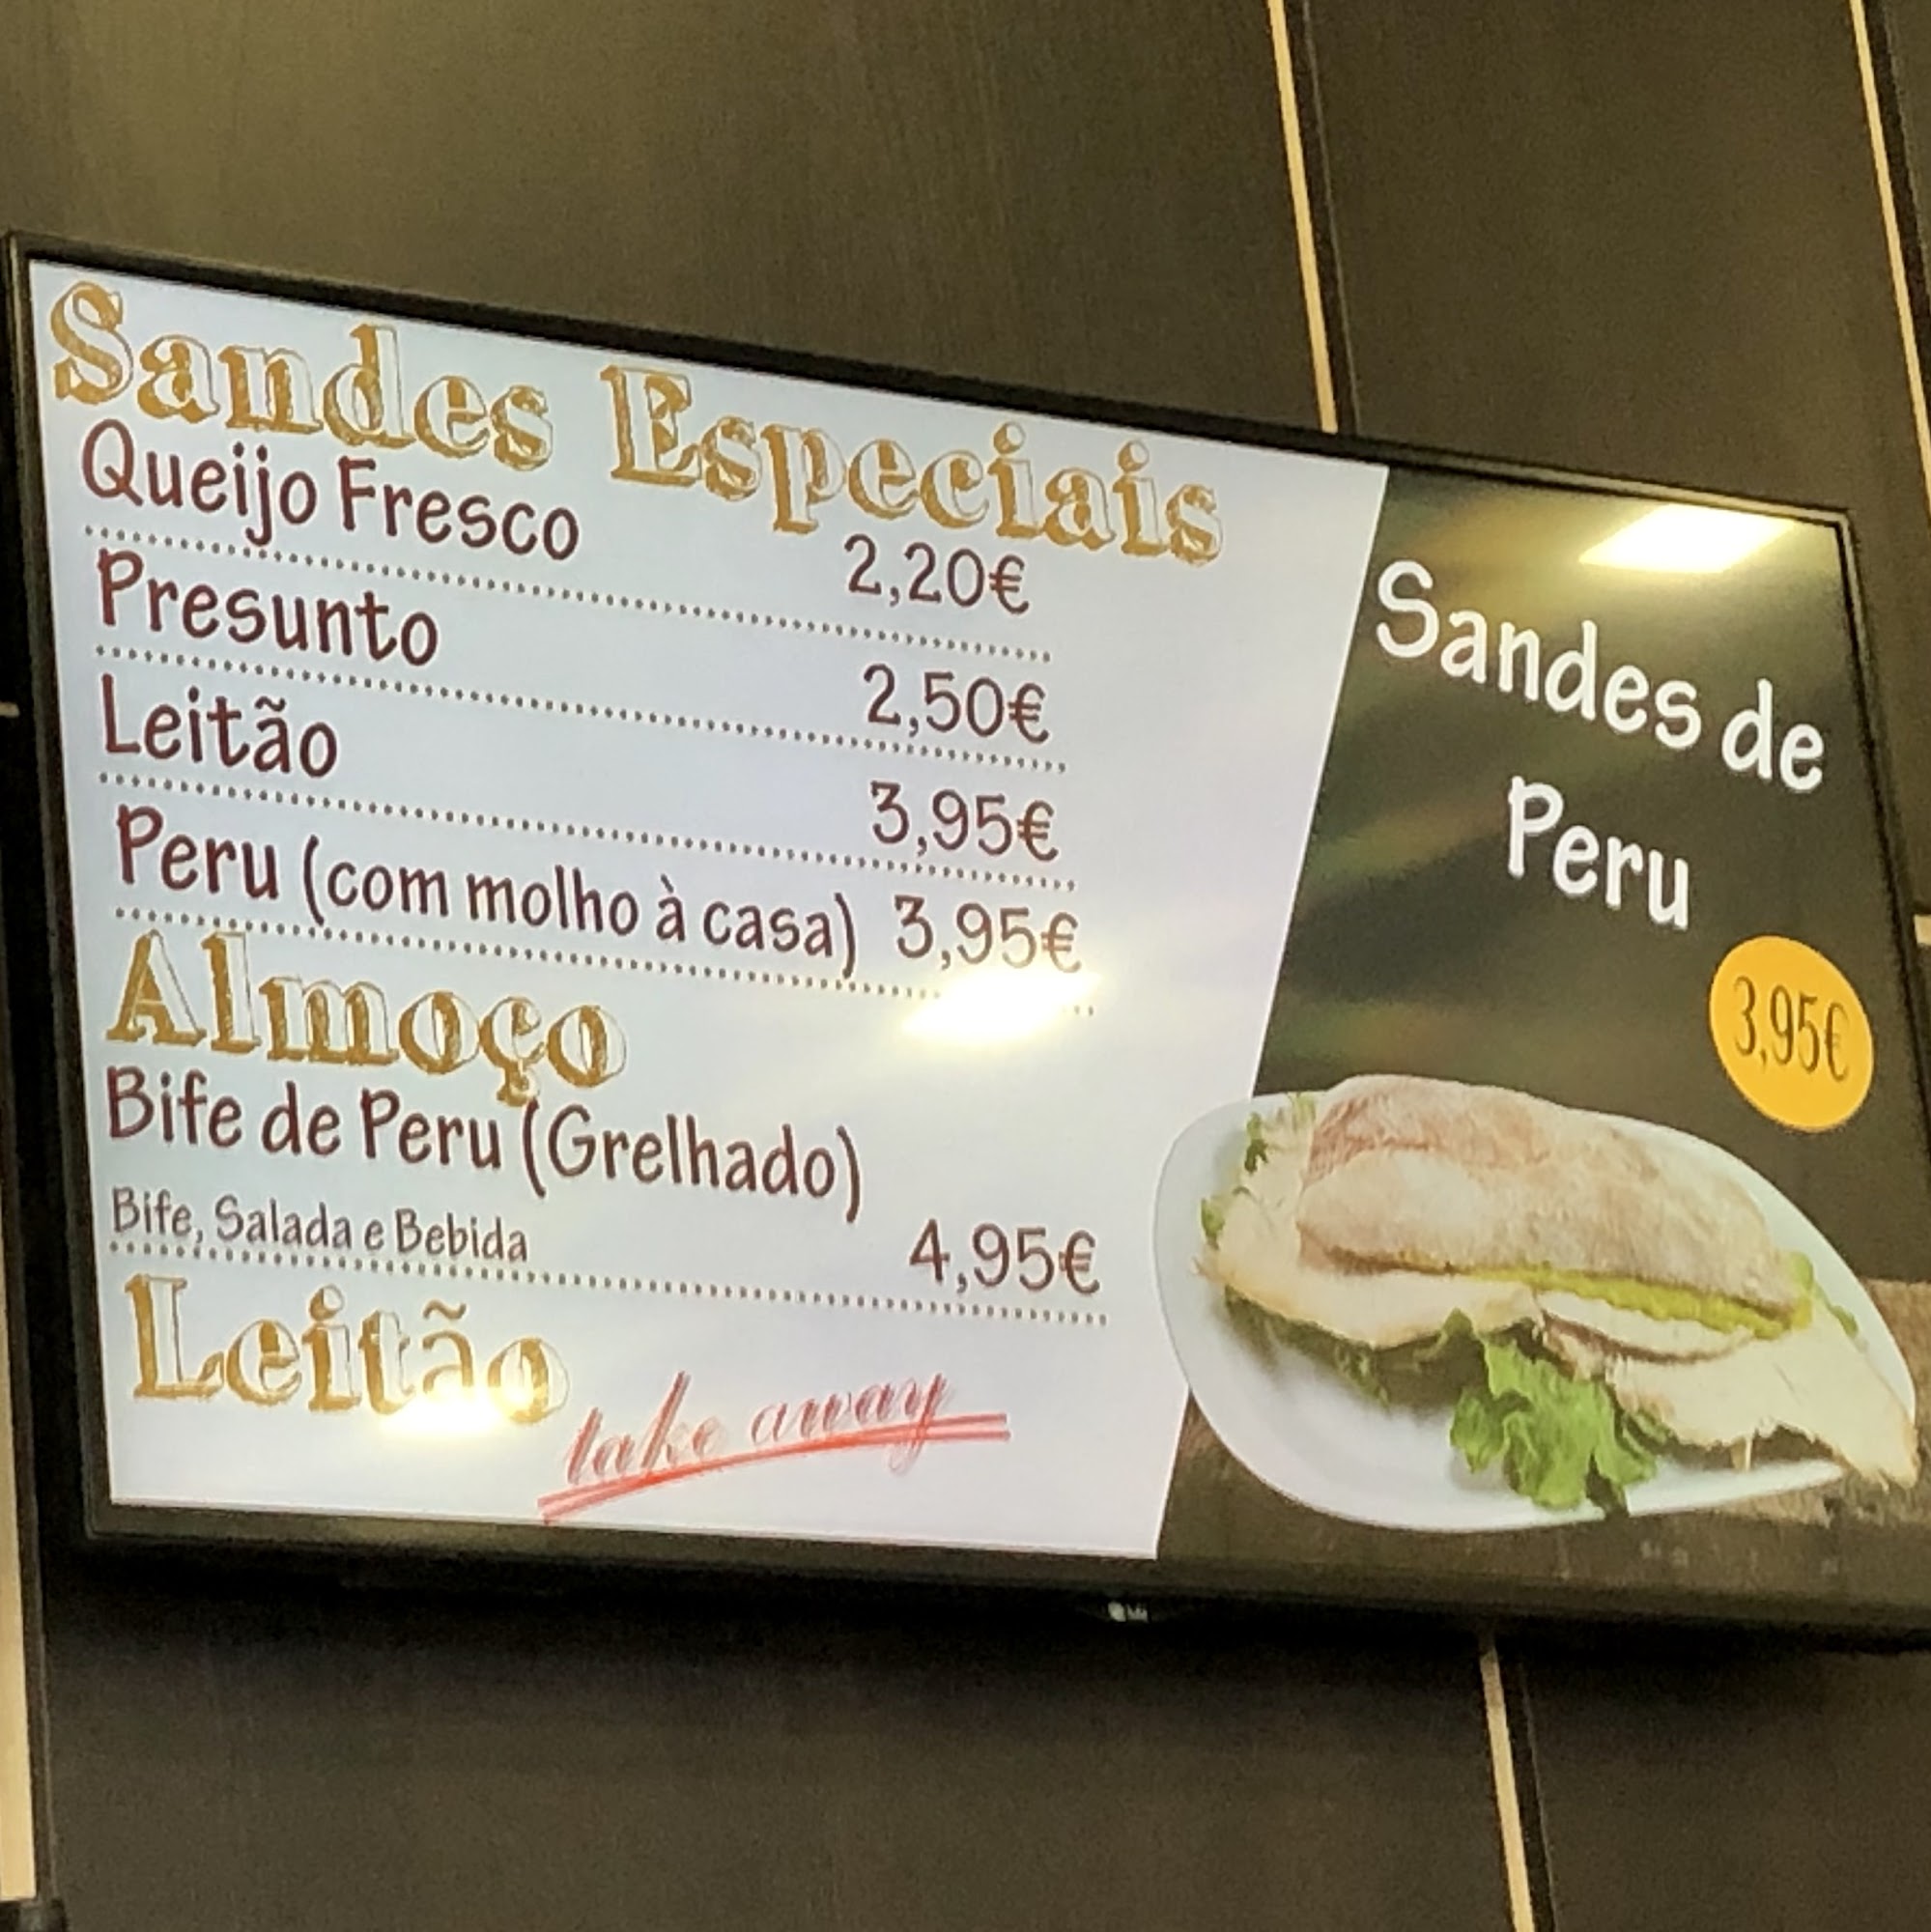 Sandes Especiais
Queijo Fresco 2,20€
Presunto 2,50€
Leitão 3,95€
Peru (com molho à casa) 3,95€
Almoço
Bife de Peru (Grelhado)
Bife, Salada e Bebida 4,95€
Leitão
take away
Sandes de
Peru
3,95€